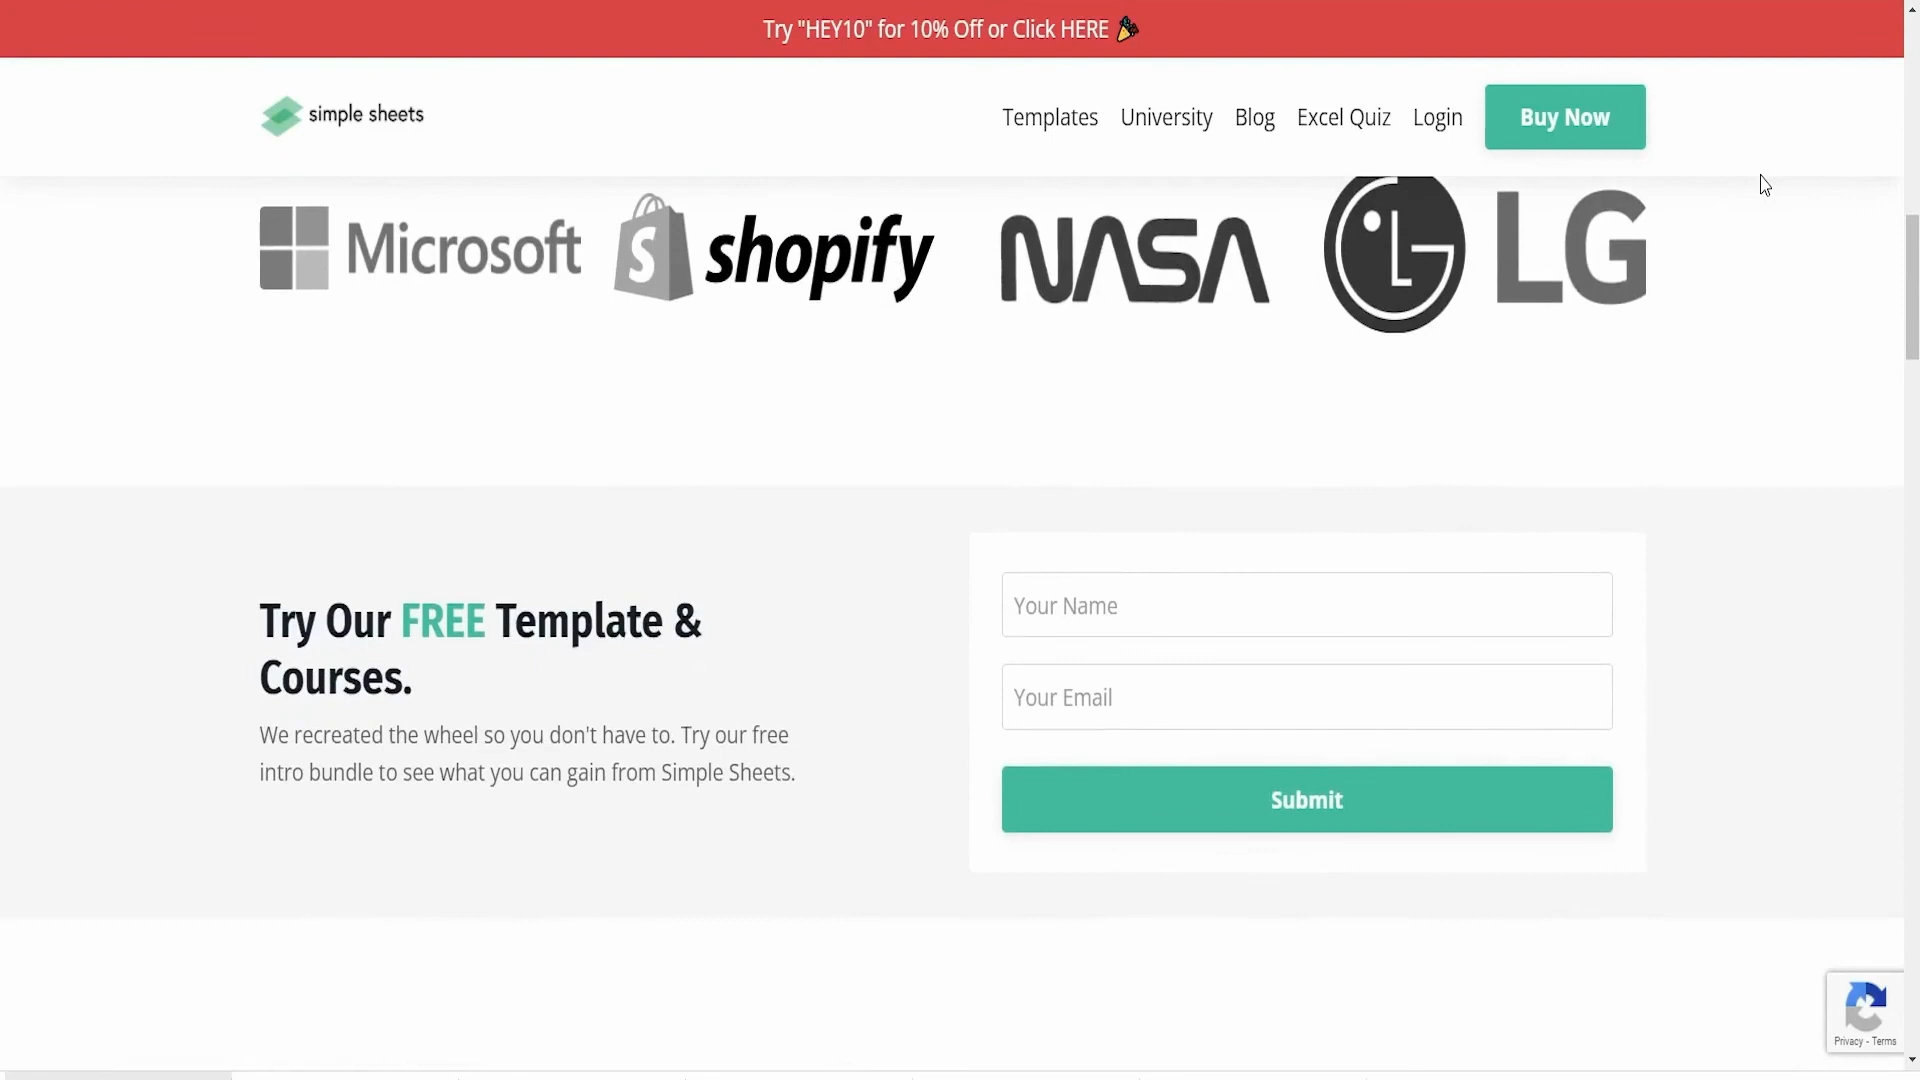 Try "HEY10" for 10% Off or Click HERE 🎉
simple sheets
Templates University Blog Excel Quiz Login Buy Now
Microsoft shopify NASA LG LG
Try Our FREE Template &
Courses.
We recreated the wheel so you don't have to. Try our free
intro bundle to see what you can gain from Simple Sheets.
Your Name
Your Email
Submit
Privacy - Terms